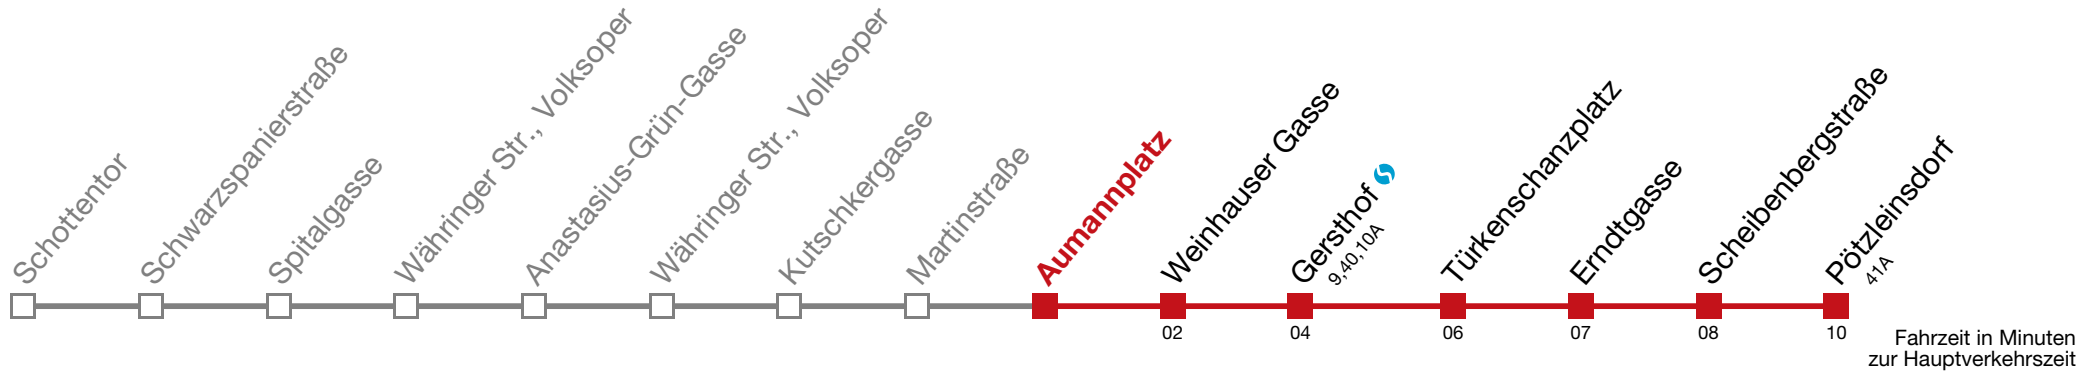 Schottentor
Schwarzspanierstraße
Spitalgasse
Währinger Str., Volksoper
Anastasius-Grün-Gasse
Währinger Str., Volksoper
Kutschkergasse
Martinstraße
Aumannplatz
Weinhauser Gasse
Gersthof
9,40,10A
Türkenschanzplatz
Erndtgasse
Scheibenbergstraße
Pötzleinsdorf
41A
02
04
06
07
08
10
Fahrzeit in Minuten
zur Hauptverkehrszeit